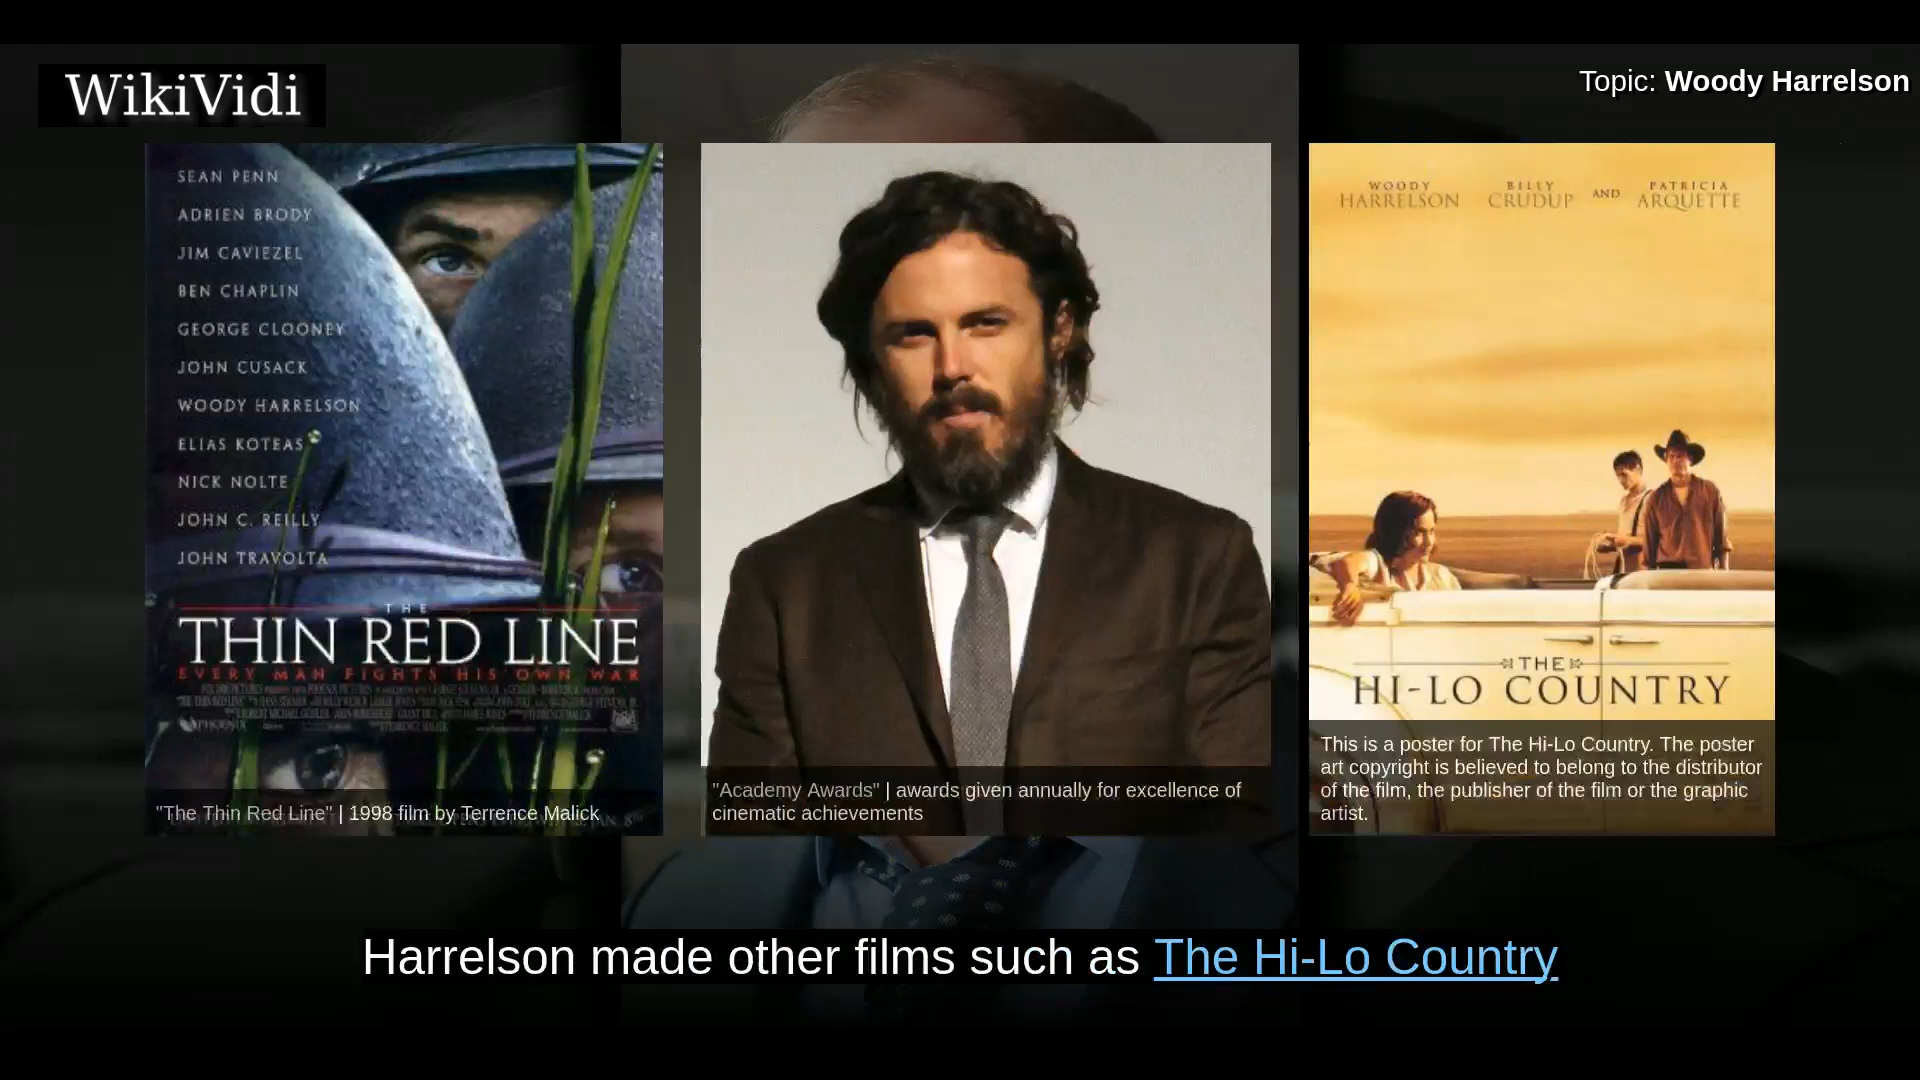 WikiVidi
Topic: Woody Harrelson
SEAN PENN
ADRIEN BRODY
JIM CAVIEZEL
BEN CHAPLIN
GEORGE CLOONEY
JOHN CUSACK
WOODY HARRELSON
ELIAS KOTEAS
NICK NOLTE
JOHN C. REILLY
JOHN TRAVOLTA
THE
THIN RED LINE
EVERY MAN FIGHTS HIS OWN WAR
"The Thin Red Line" | 1998 film by Terrence Malick
"Academy Awards" | awards given annually for excellence of
cinematic achievements
WOODY HARRELSON BILLY CRUDUP AND PATRICIA ARQUETTE
THE
HI-LO COUNTRY
This is a poster for The Hi-Lo Country. The poster
art copyright is believed to belong to the distributor
of the film, the publisher of the film or the graphic
artist.
Harrelson made other films such as The Hi-Lo Country